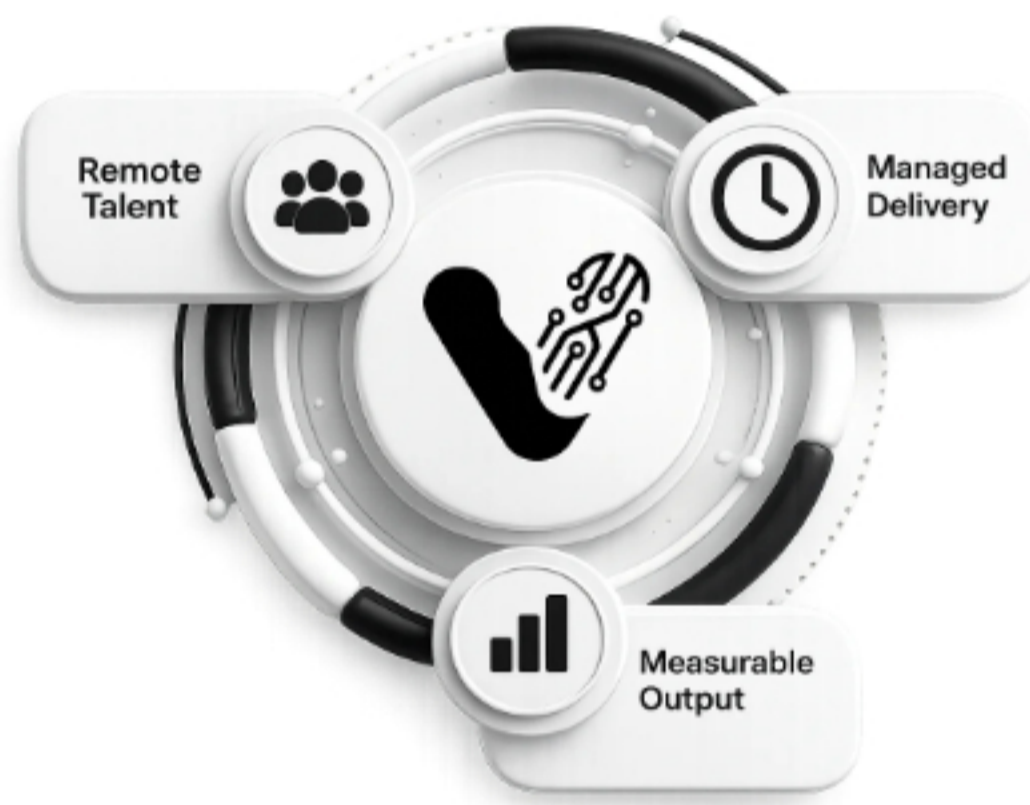 Remote
Talent
Managed
Delivery
Measurable
Output